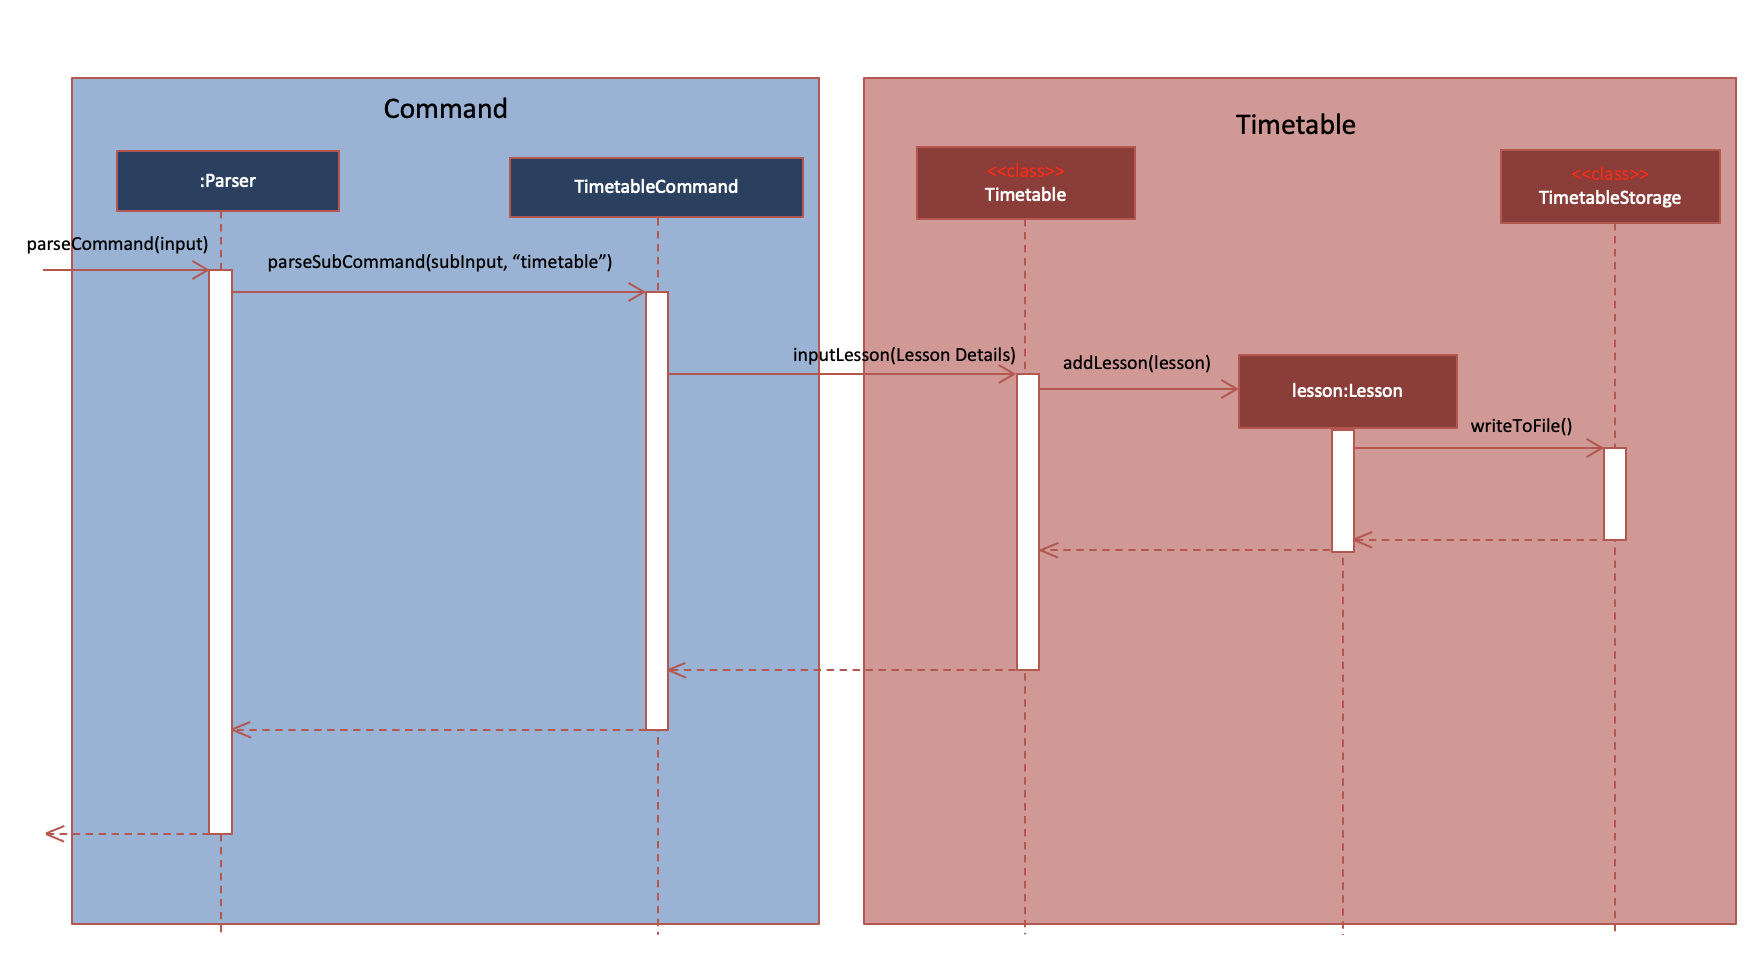 Command
Timetable
:Parser
TimetableCommand
<<class>>
Timetable
<<class>>
TimetableStorage
parseCommand(input)
parseSubCommand(subInput, “timetable”)
inputLesson(Lesson Details)
addLesson(lesson)
lesson:Lesson
writeToFile()